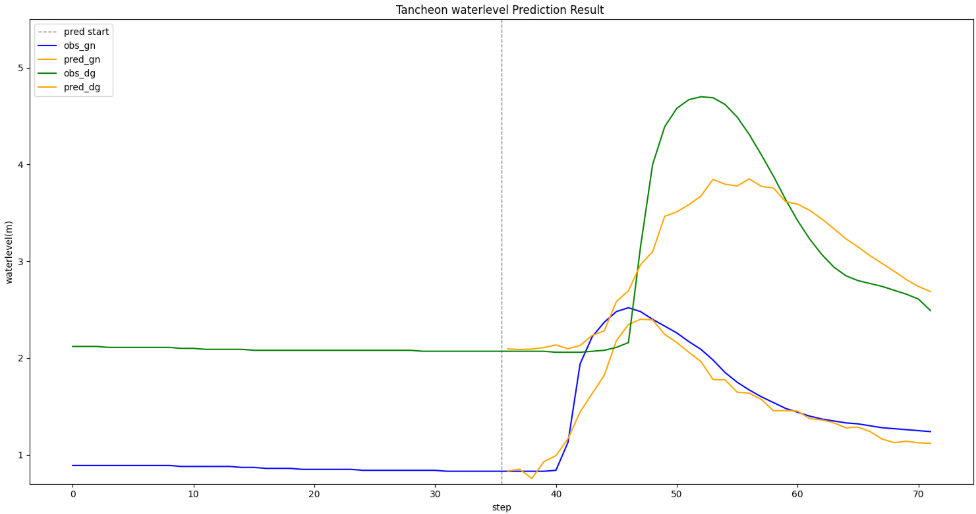 Tancheon waterlevel Prediction Result
pred start
obs_gn
pred_gn
obs_dg
pred_dg
5
4
3
2
1
waterlevel(m)
0 10 20 30 40 50 60 70
step